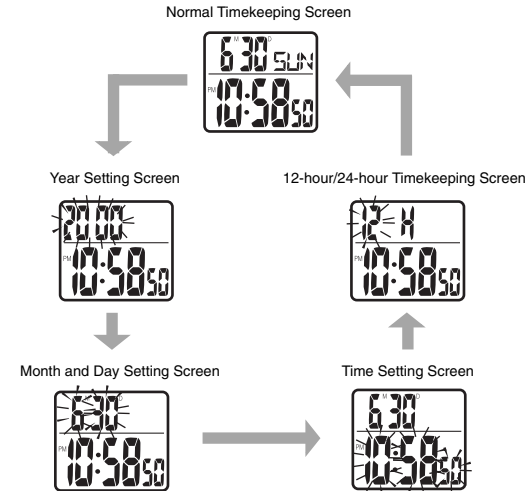 Normal Timekeeping Screen
M D
6 30 SUN
PM 10:58 50
Year Setting Screen
12-hour/24-hour Timekeeping Screen
20 00
PM 10:58 50
12 H
PM 10:58 50
Month and Day Setting Screen
Time Setting Screen
M D
6 30
PM 10:58 50
M D
6 30
PM 10:58 50